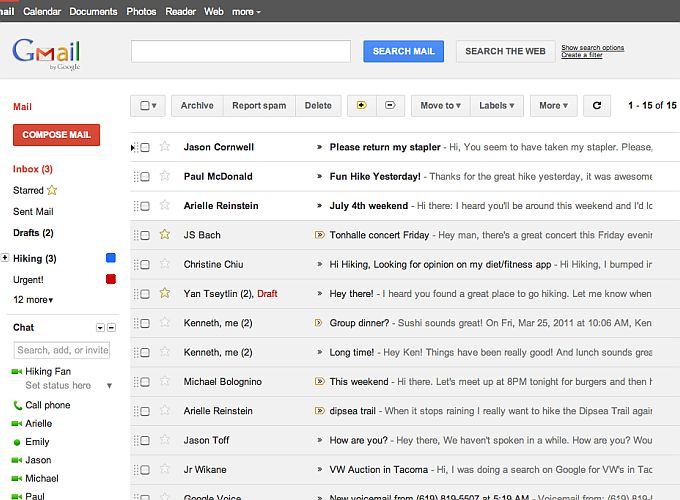 ail Calendar Documents Photos Reader Web more
Gmail
by Google
SEARCH MAIL
SEARCH THE WEB
Show search options
Create a filter
Mail
COMPOSE MAIL
Inbox (3)
Starred
Sent Mail
Drafts (2)
Hiking (3)
Urgent!
12 more
Chat
Search, add, or invite
Hiking Fan
Set status here
Call phone
Arielle
Emily
Jason
Michael
Paul
Archive Report spam Delete Move to Labels More 1 - 15 of 15
Jason Cornwell » Please return my stapler - Hi, You seem to have taken my stapler. Please,
Paul McDonald » Fun Hike Yesterday! - Thanks for the great hike yesterday, it was awesome
Arielle Reinstein » July 4th weekend - Hi there: I heard you'll be around this weekend and I'd lo
JS Bach Tonhalle concert Friday - Hey man, there's a great concert this Friday evenin
Christine Chiu » Hi Hiking, Looking for opinion on my diet/fitness app - Hi Hiking, I bumped in
Yan Tseytlin (2), Draft » Hey there! - I heard you found a great place to go hiking. Let me know when
Kenneth, me (2) Group dinner? - Sushi sounds great! On Fri, Mar 25, 2011 at 10:06 AM, Ken
Kenneth, me (2) » Long time! - Hey Ken! Things have been really good! And lunch sounds grea
Michael Bolognino This weekend - Hi there. Let's meet up at 8PM tonight for burgers and then h
Arielle Reinstein dipsea trail - When it stops raining I really want to hike the Dipsea Trail again
Jason Toff » How are you? - Hey there, We haven't spoken in a while. How are you? Wou
Jr Wikane » VW Auction in Tacoma - Hi, I was doing a search on Google for VW's in Tac
Google Voice » New voicemail from (619) 819-5507 at 5:19 AM - Voicemail from: (619)